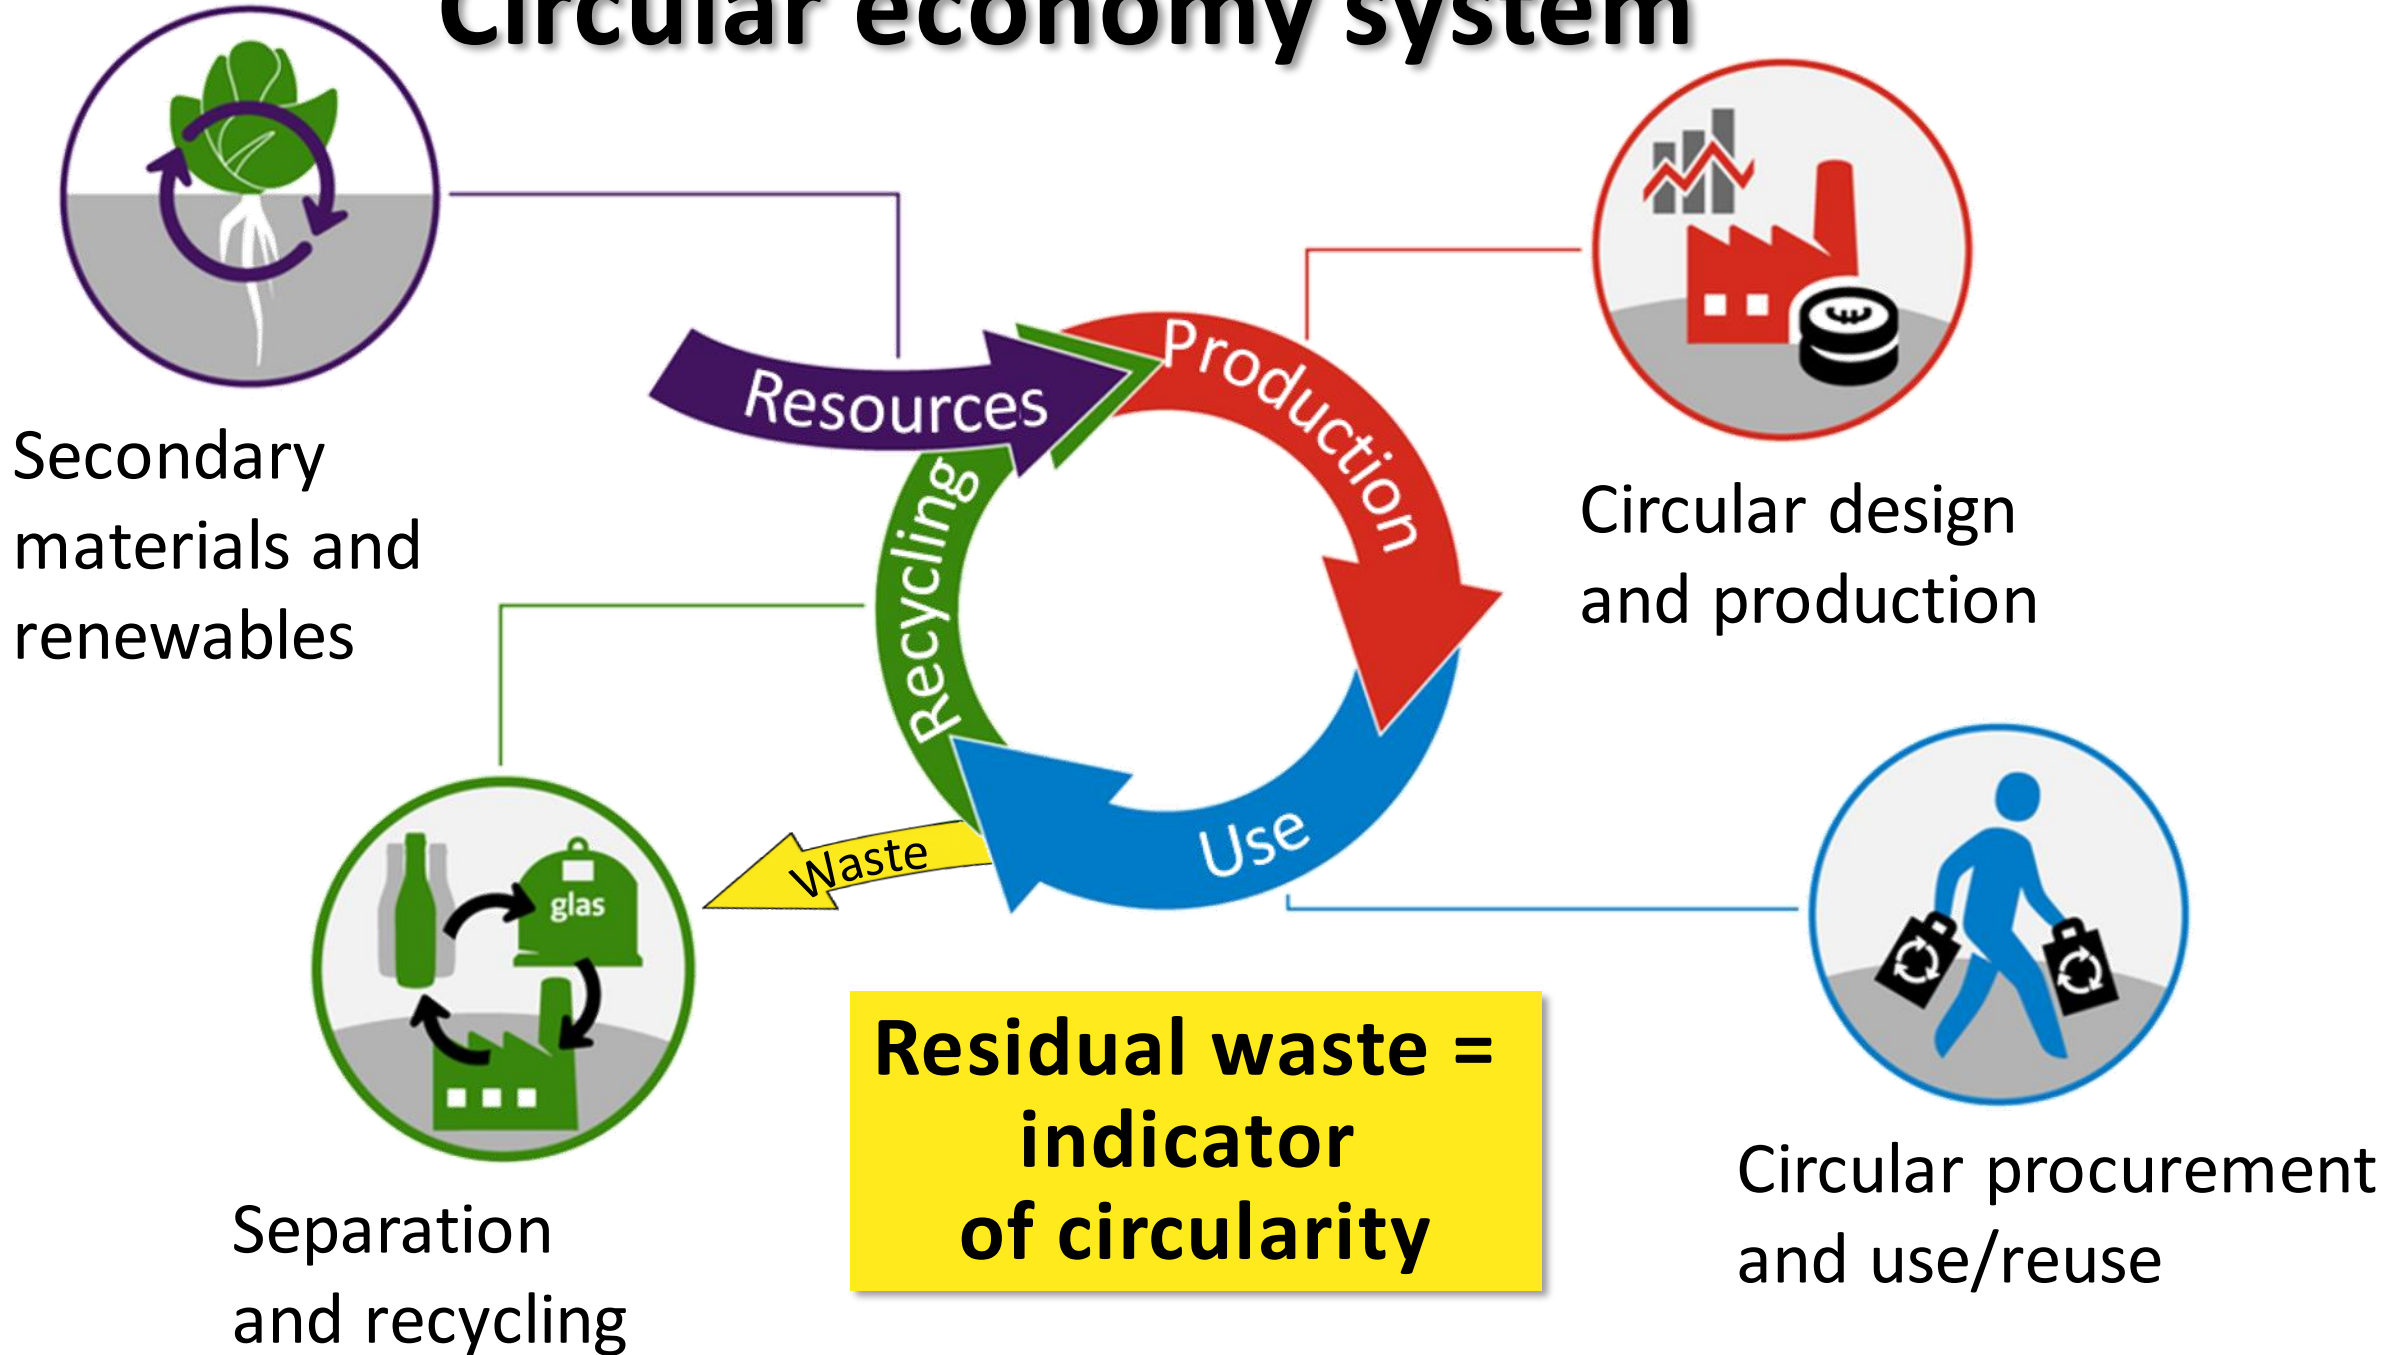 Circular economy system
Resources
Production
Recycling
Use
Waste
Secondary
materials and
renewables
Circular design
and production
glas
Separation
and recycling
Residual waste =
indicator
of circularity
Circular procurement
and use/reuse